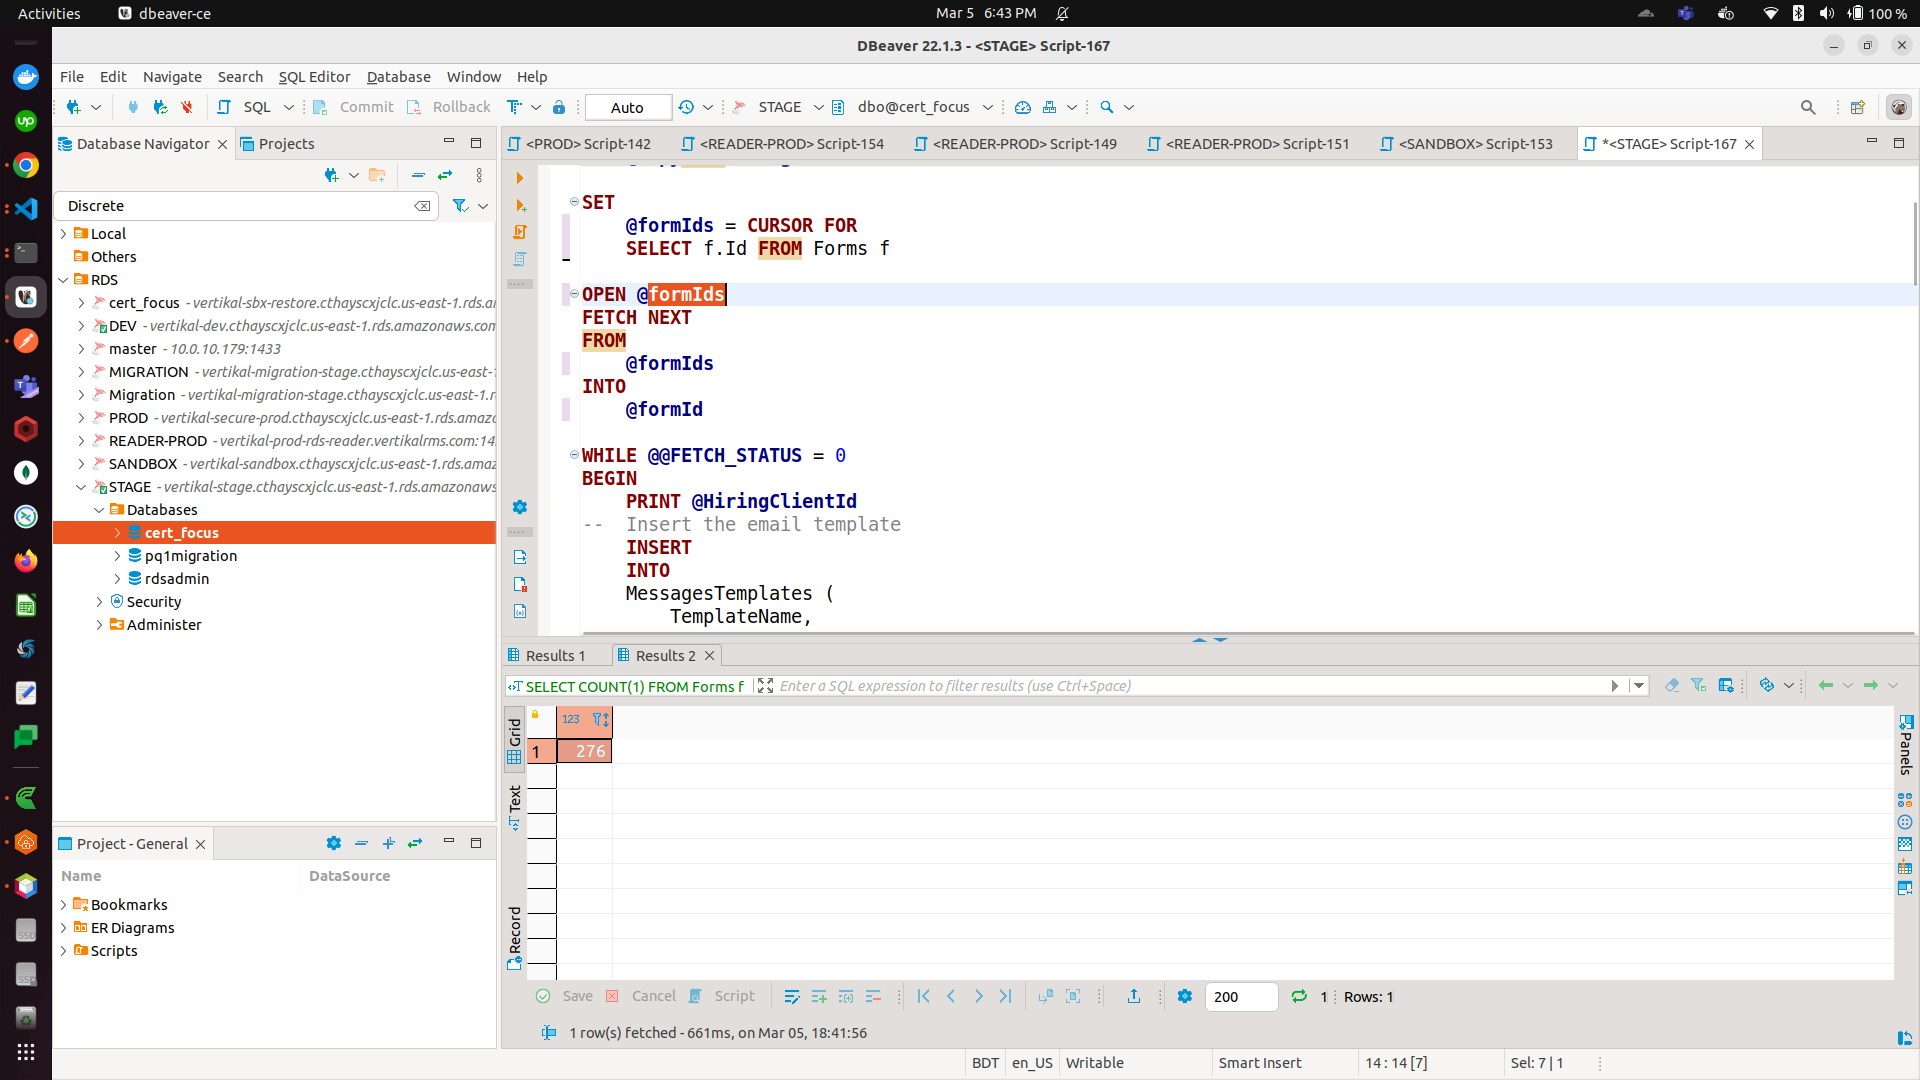 Activities
dbeaver-ce
Mar 5 6:43 PM
100 %
DBeaver 22.1.3 - <STAGE> Script-167
File Edit Navigate Search SQL Editor Database Window Help
SQL
Commit
Rollback
Auto
STAGE
dbo@cert_focus
Database Navigator
Projects
<PROD> Script-142
<READER-PROD> Script-154
<READER-PROD> Script-149
<READER-PROD> Script-151
<SANDBOX> Script-153
*<STAGE> Script-167
Discrete
Local
Others
RDS
cert_focus - vertikal-sbx-restore.cthayscxjclc.us-east-1.rds.a
DEV - vertikal-dev.cthayscxjclc.us-east-1.rds.amazonaws.com
master - 10.0.10.179:1433
MIGRATION - vertikal-migration-stage.cthayscxjclc.us-east-
Migration - vertikal-migration-stage.cthayscxjclc.us-east-1.r
PROD - vertikal-secure-prod.cthayscxjclc.us-east-1.rds.amaz
READER-PROD - vertikal-prod-rds-reader.vertikalrms.com:14
SANDBOX - vertikal-sandbox.cthayscxjclc.us-east-1.rds.amaz
STAGE - vertikal-stage.cthayscxjclc.us-east-1.rds.amazonaws
Databases
cert_focus
pq1migration
rdsadmin
Security
Administer
SET
@formIds = CURSOR FOR
SELECT f.Id FROM Forms f
OPEN @formIds
FETCH NEXT
FROM
@formIds
INTO
@formId
WHILE @@FETCH_STATUS = 0
BEGIN
PRINT @HiringClientId
-- Insert the email template
INSERT
INTO
MessagesTemplates (
TemplateName,
Results 1
Results 2
SELECT COUNT(1) FROM Forms f
Enter a SQL expression to filter results (use Ctrl+Space)
Grid
Text
Record
Panels
123
1 276
Project - General
Name DataSource
Bookmarks
ER Diagrams
Scripts
Save
Cancel
Script
200
1
Rows: 1
1 row(s) fetched - 661ms, on Mar 05, 18:41:56
BDT
en_US
Writable
Smart Insert
14 : 14 [7]
Sel: 7 | 1